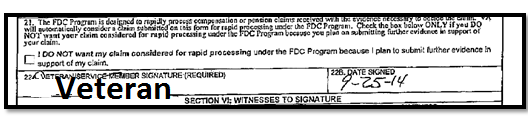 21. The FDC Program is designed to rapidly process compensation or pension claims received with the evidence necessary to decide the claim. VA
will automatically consider a claim submitted on this form for rapid processing under the FDC Program. Check the box below ONLY if you DO
NOT want your claim considered for rapid processing under the FDC Program because you plan on submitting further evidence in support of
your claim.
I DO NOT want my claim considered for rapid processing under the FDC Program because I plan to submit further evidence in
support of my claim.
22A. VETERAN/SERVICE MEMBER SIGNATURE (REQUIRED)
22B. DATE SIGNED
Veteran
9-25-14
SECTION VI: WITNESSES TO SIGNATURE